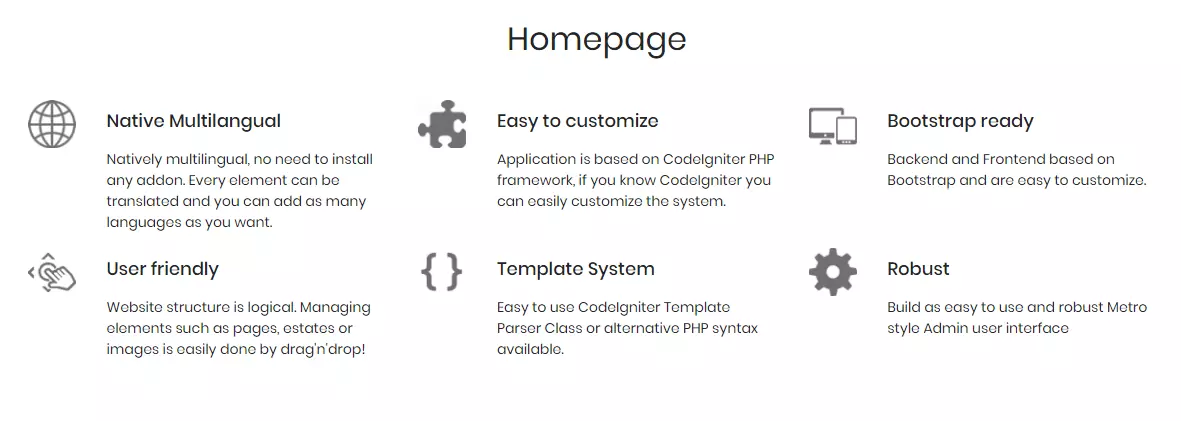 Homepage
Native Multilangual
Natively multilingual, no need to install
any addon. Every element can be
translated and you can add as many
languages as you want.
Easy to customize
Application is based on CodeIgniter PHP
framework, if you know CodeIgniter you
can easily customize the system.
Bootstrap ready
Backend and Frontend based on
Bootstrap and are easy to customize.
User friendly
Website structure is logical. Managing
elements such as pages, estates or
images is easily done by drag'n'drop!
Template System
Easy to use CodeIgniter Template
Parser Class or alternative PHP syntax
available.
Robust
Build as easy to use and robust Metro
style Admin user interface